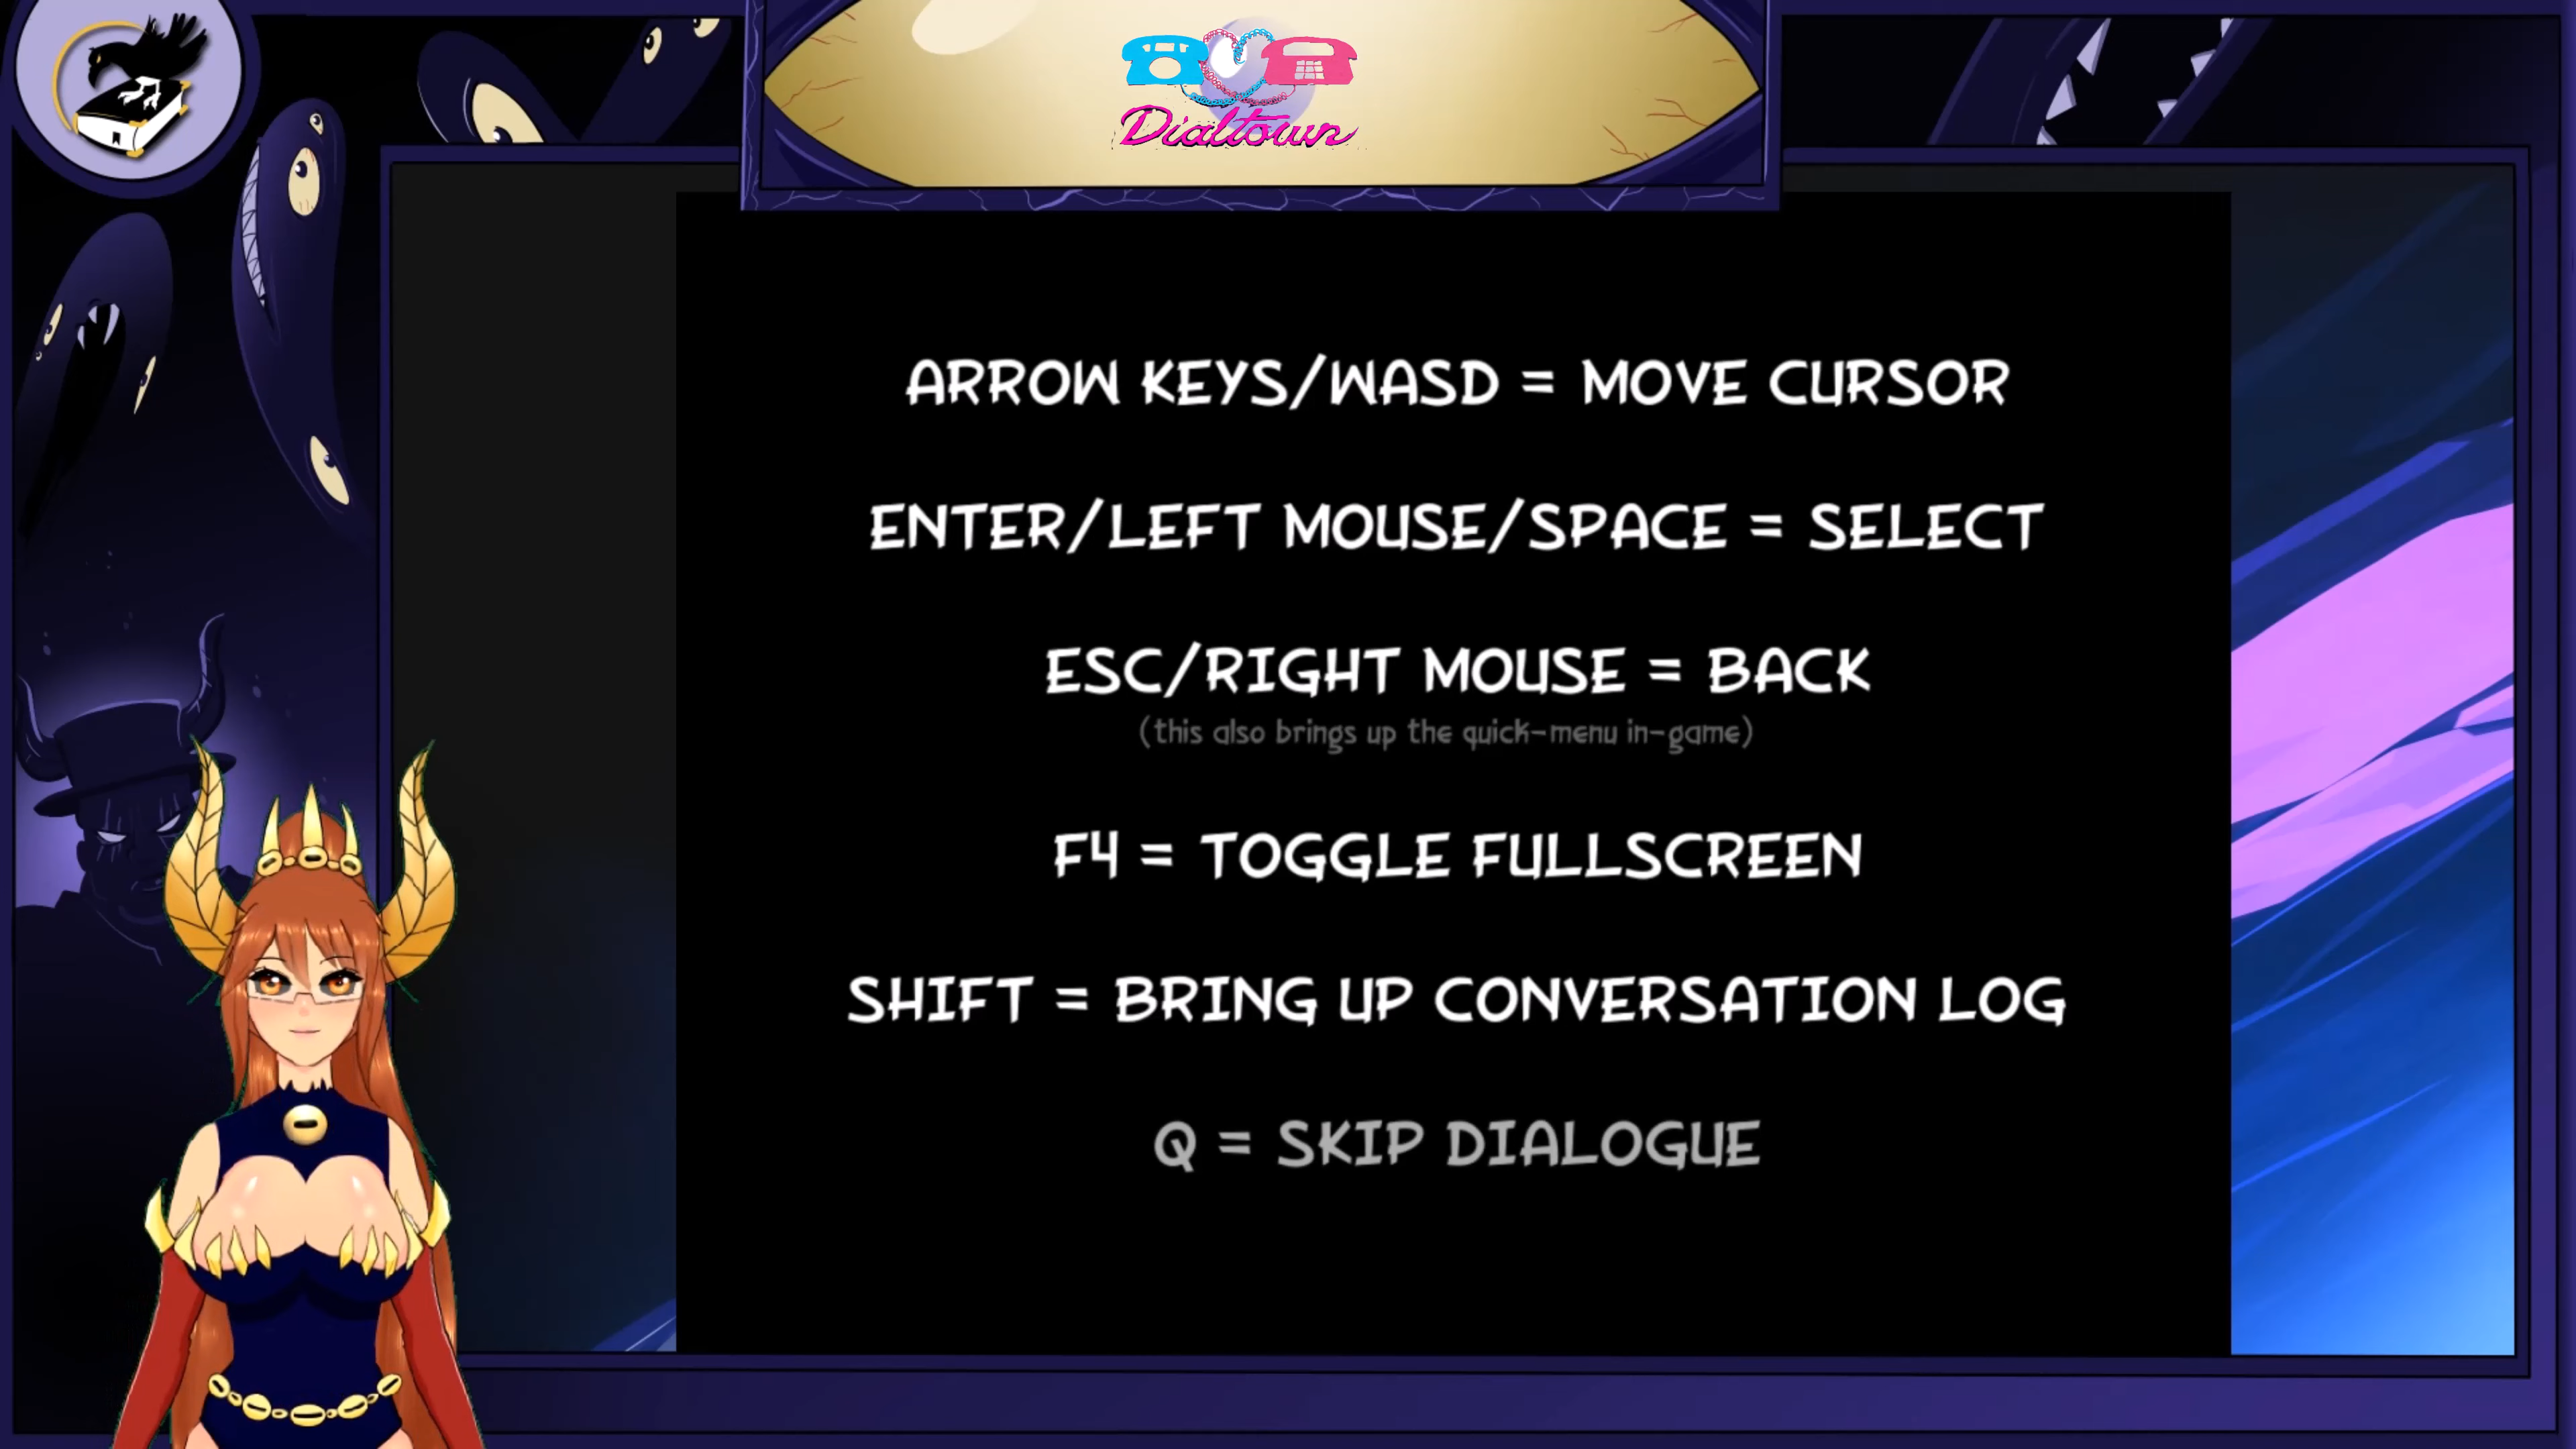 Dialtown
ARROW KEYS/WASD = MOVE CURSOR
ENTER/LEFT MOUSE/SPACE = SELECT
ESC/RIGHT MOUSE = BACK
(this also brings up the quick-menu in-game)
F4 = TOGGLE FULLSCREEN
SHIFT = BRING UP CONVERSATION LOG
Q = SKIP DIALOGUE